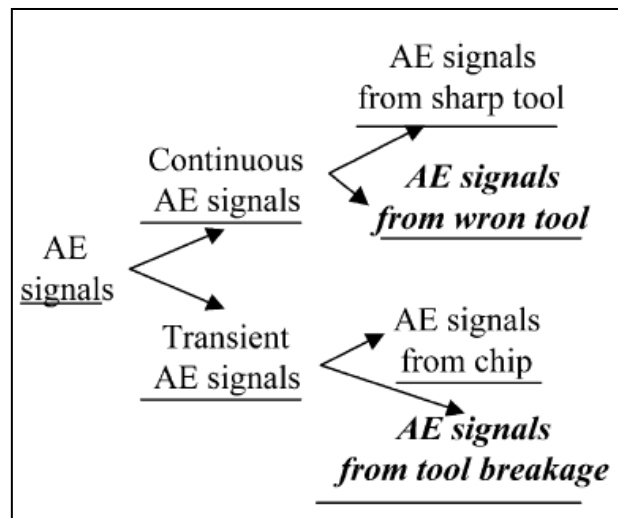 AE signals
from sharp tool
Continuous
AE signals
AE signals
from wron tool
AE
signals
Transient
AE signals
AE signals
from chip
AE signals
from tool breakage